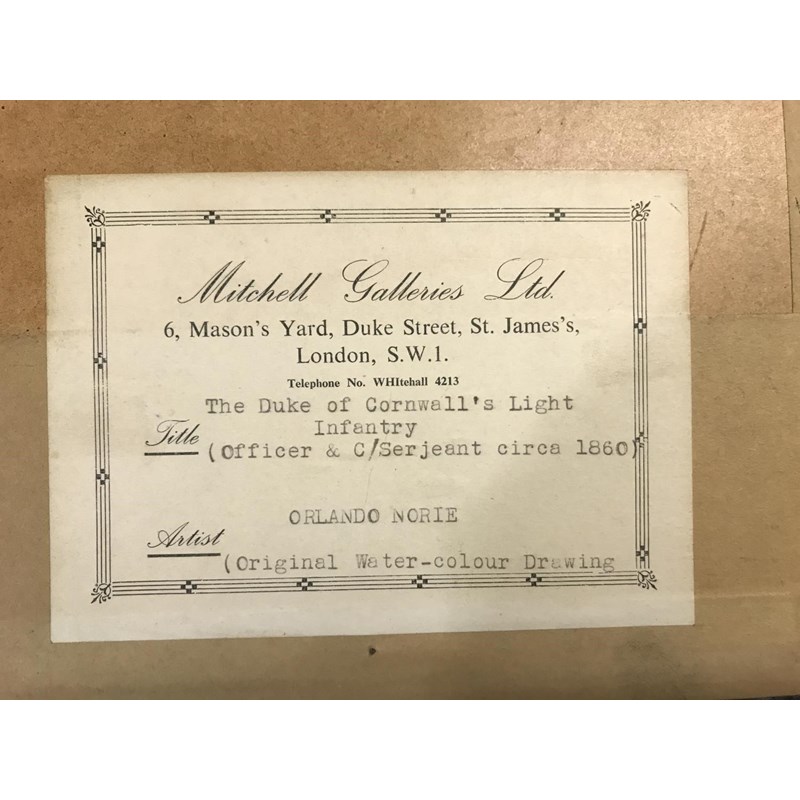 Mitchell Galleries Ltd.
6, Mason's Yard, Duke Street, St. James's,
London, S.W.1.
Telephone No. WHItehall 4213
The Duke of Cornwall's Light
Infantry
Title (Officer & C/Serjeant circa 1860)
ORLANDO NORIE
Artist
(Original Water-colour Drawing